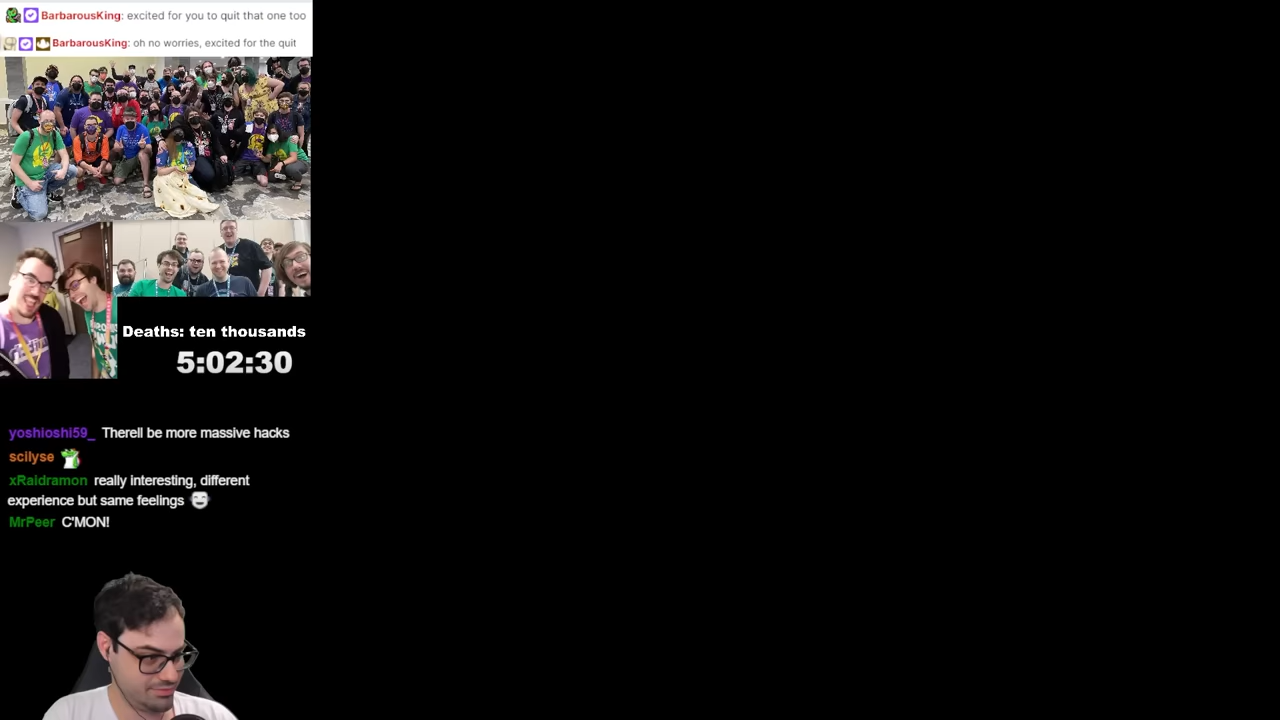 BarbarousKing: excited for you to quit that one too
BarbarousKing: oh no worries, excited for the quit
Deaths: ten thousands
5:02:30
yoshioshi59_ Therell be more massive hacks
scilyse
xRaidramon really interesting, different
experience but same feelings
MrPeer C'MON!